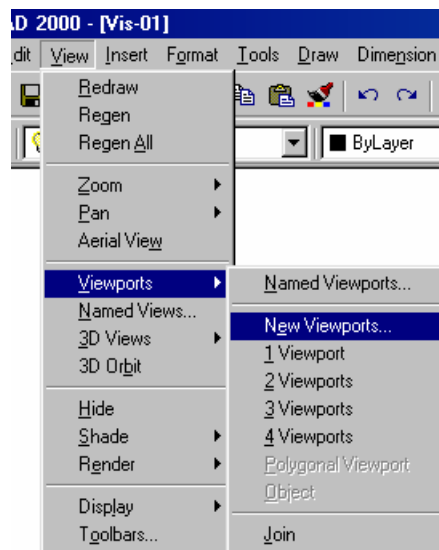 AD 2000 - [Vis-01]
dit View Insert Format Tools Draw Dimension
ByLayer
Redraw
Regen
Regen All
Zoom
Pan
Aerial View
Viewports
Named Views...
3D Views
3D Orbit
Hide
Shade
Render
Display
Toolbars...
Named Viewports...
New Viewports...
1 Viewport
2 Viewports
3 Viewports
4 Viewports
Polygonal Viewport
Object
Join